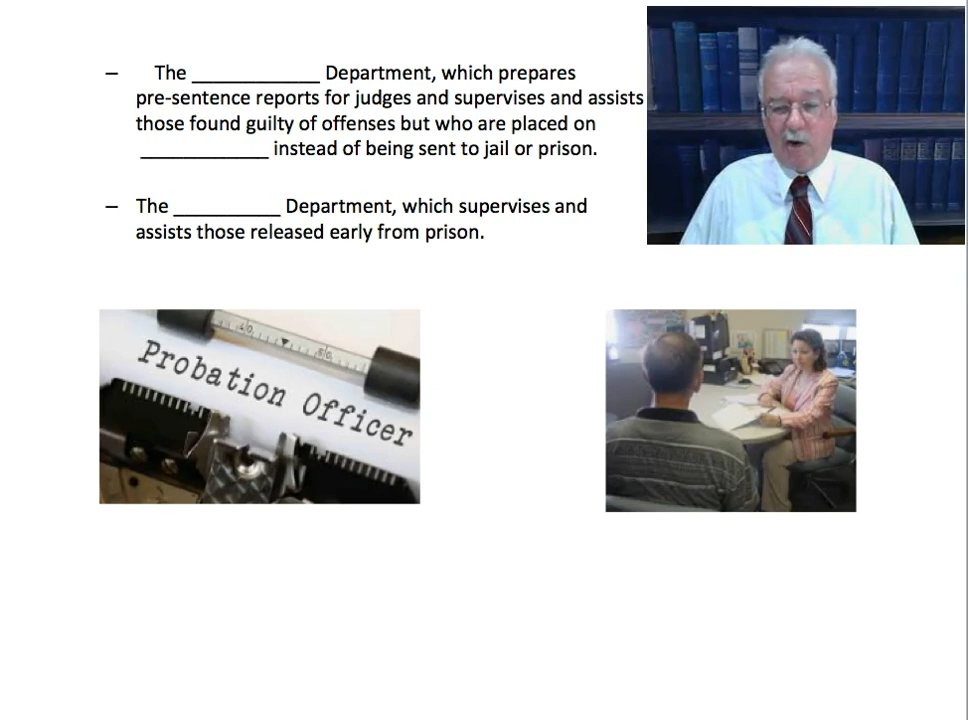 – The ____________ Department, which prepares
pre-sentence reports for judges and supervises and assists
those found guilty of offenses but who are placed on
____________ instead of being sent to jail or prison.
– The __________ Department, which supervises and
assists those released early from prison.
Probation Officer